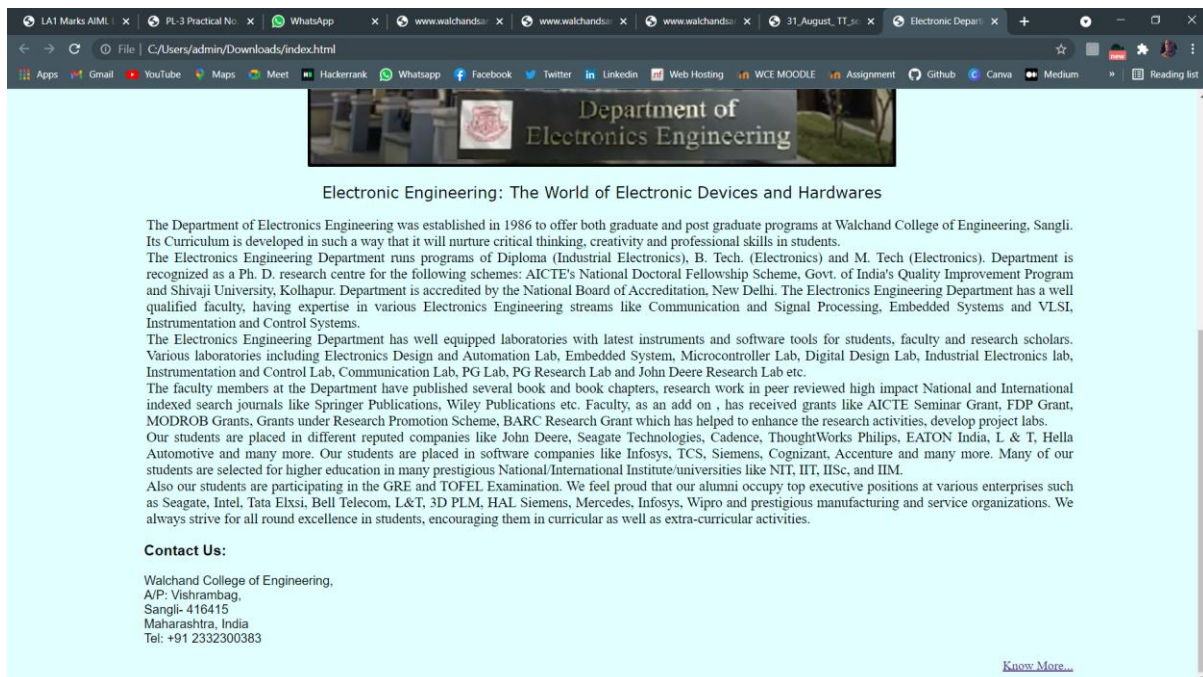 LA1 Marks AIML L
PL-3 Practical No.
WhatsApp
www.walchandsa
www.walchandsa
www.walchandsa
31_August_TT_se
Electronic Depart
File | C:/Users/admin/Downloads/index.html
Apps Gmail YouTube Maps Meet Hackerrank Whatsapp Facebook Twitter Linkedin Web Hosting WCE MOODLE Assignment Github Canva Medium » Reading list
Department of
Electronics Engineering
Electronic Engineering: The World of Electronic Devices and Hardwares
The Department of Electronics Engineering was established in 1986 to offer both graduate and post graduate programs at Walchand College of Engineering, Sangli.
Its Curriculum is developed in such a way that it will nurture critical thinking, creativity and professional skills in students.
The Electronics Engineering Department runs programs of Diploma (Industrial Electronics), B. Tech. (Electronics) and M. Tech (Electronics). Department is
recognized as a Ph. D. research centre for the following schemes: AICTE's National Doctoral Fellowship Scheme, Govt. of India's Quality Improvement Program
and Shivaji University, Kolhapur. Department is accredited by the National Board of Accreditation, New Delhi. The Electronics Engineering Department has a well
qualified faculty, having expertise in various Electronics Engineering streams like Communication and Signal Processing, Embedded Systems and VLSI,
Instrumentation and Control Systems.
The Electronics Engineering Department has well equipped laboratories with latest instruments and software tools for students, faculty and research scholars.
Various laboratories including Electronics Design and Automation Lab, Embedded System, Microcontroller Lab, Digital Design Lab, Industrial Electronics lab,
Instrumentation and Control Lab, Communication Lab, PG Lab, PG Research Lab and John Deere Research Lab etc.
The faculty members at the Department have published several book and book chapters, research work in peer reviewed high impact National and International
indexed search journals like Springer Publications, Wiley Publications etc. Faculty, as an add on , has received grants like AICTE Seminar Grant, FDP Grant,
MODROB Grants, Grants under Research Promotion Scheme, BARC Research Grant which has helped to enhance the research activities, develop project labs.
Our students are placed in different reputed companies like John Deere, Seagate Technologies, Cadence, ThoughtWorks Philips, EATON India, L & T, Hella
Automotive and many more. Our students are placed in software companies like Infosys, TCS, Siemens, Cognizant, Accenture and many more. Many of our
students are selected for higher education in many prestigious National/International Institute/universities like NIT, IIT, IISc, and IIM.
Also our students are participating in the GRE and TOFEL Examination. We feel proud that our alumni occupy top executive positions at various enterprises such
as Seagate, Intel, Tata Elxsi, Bell Telecom, L&T, 3D PLM, HAL Siemens, Mercedes, Infosys, Wipro and prestigious manufacturing and service organizations. We
always strive for all round excellence in students, encouraging them in curricular as well as extra-curricular activities.
Contact Us:
Walchand College of Engineering,
A/P: Vishrambag,
Sangli- 416415
Maharashtra, India
Tel: +91 2332300383
Know More...